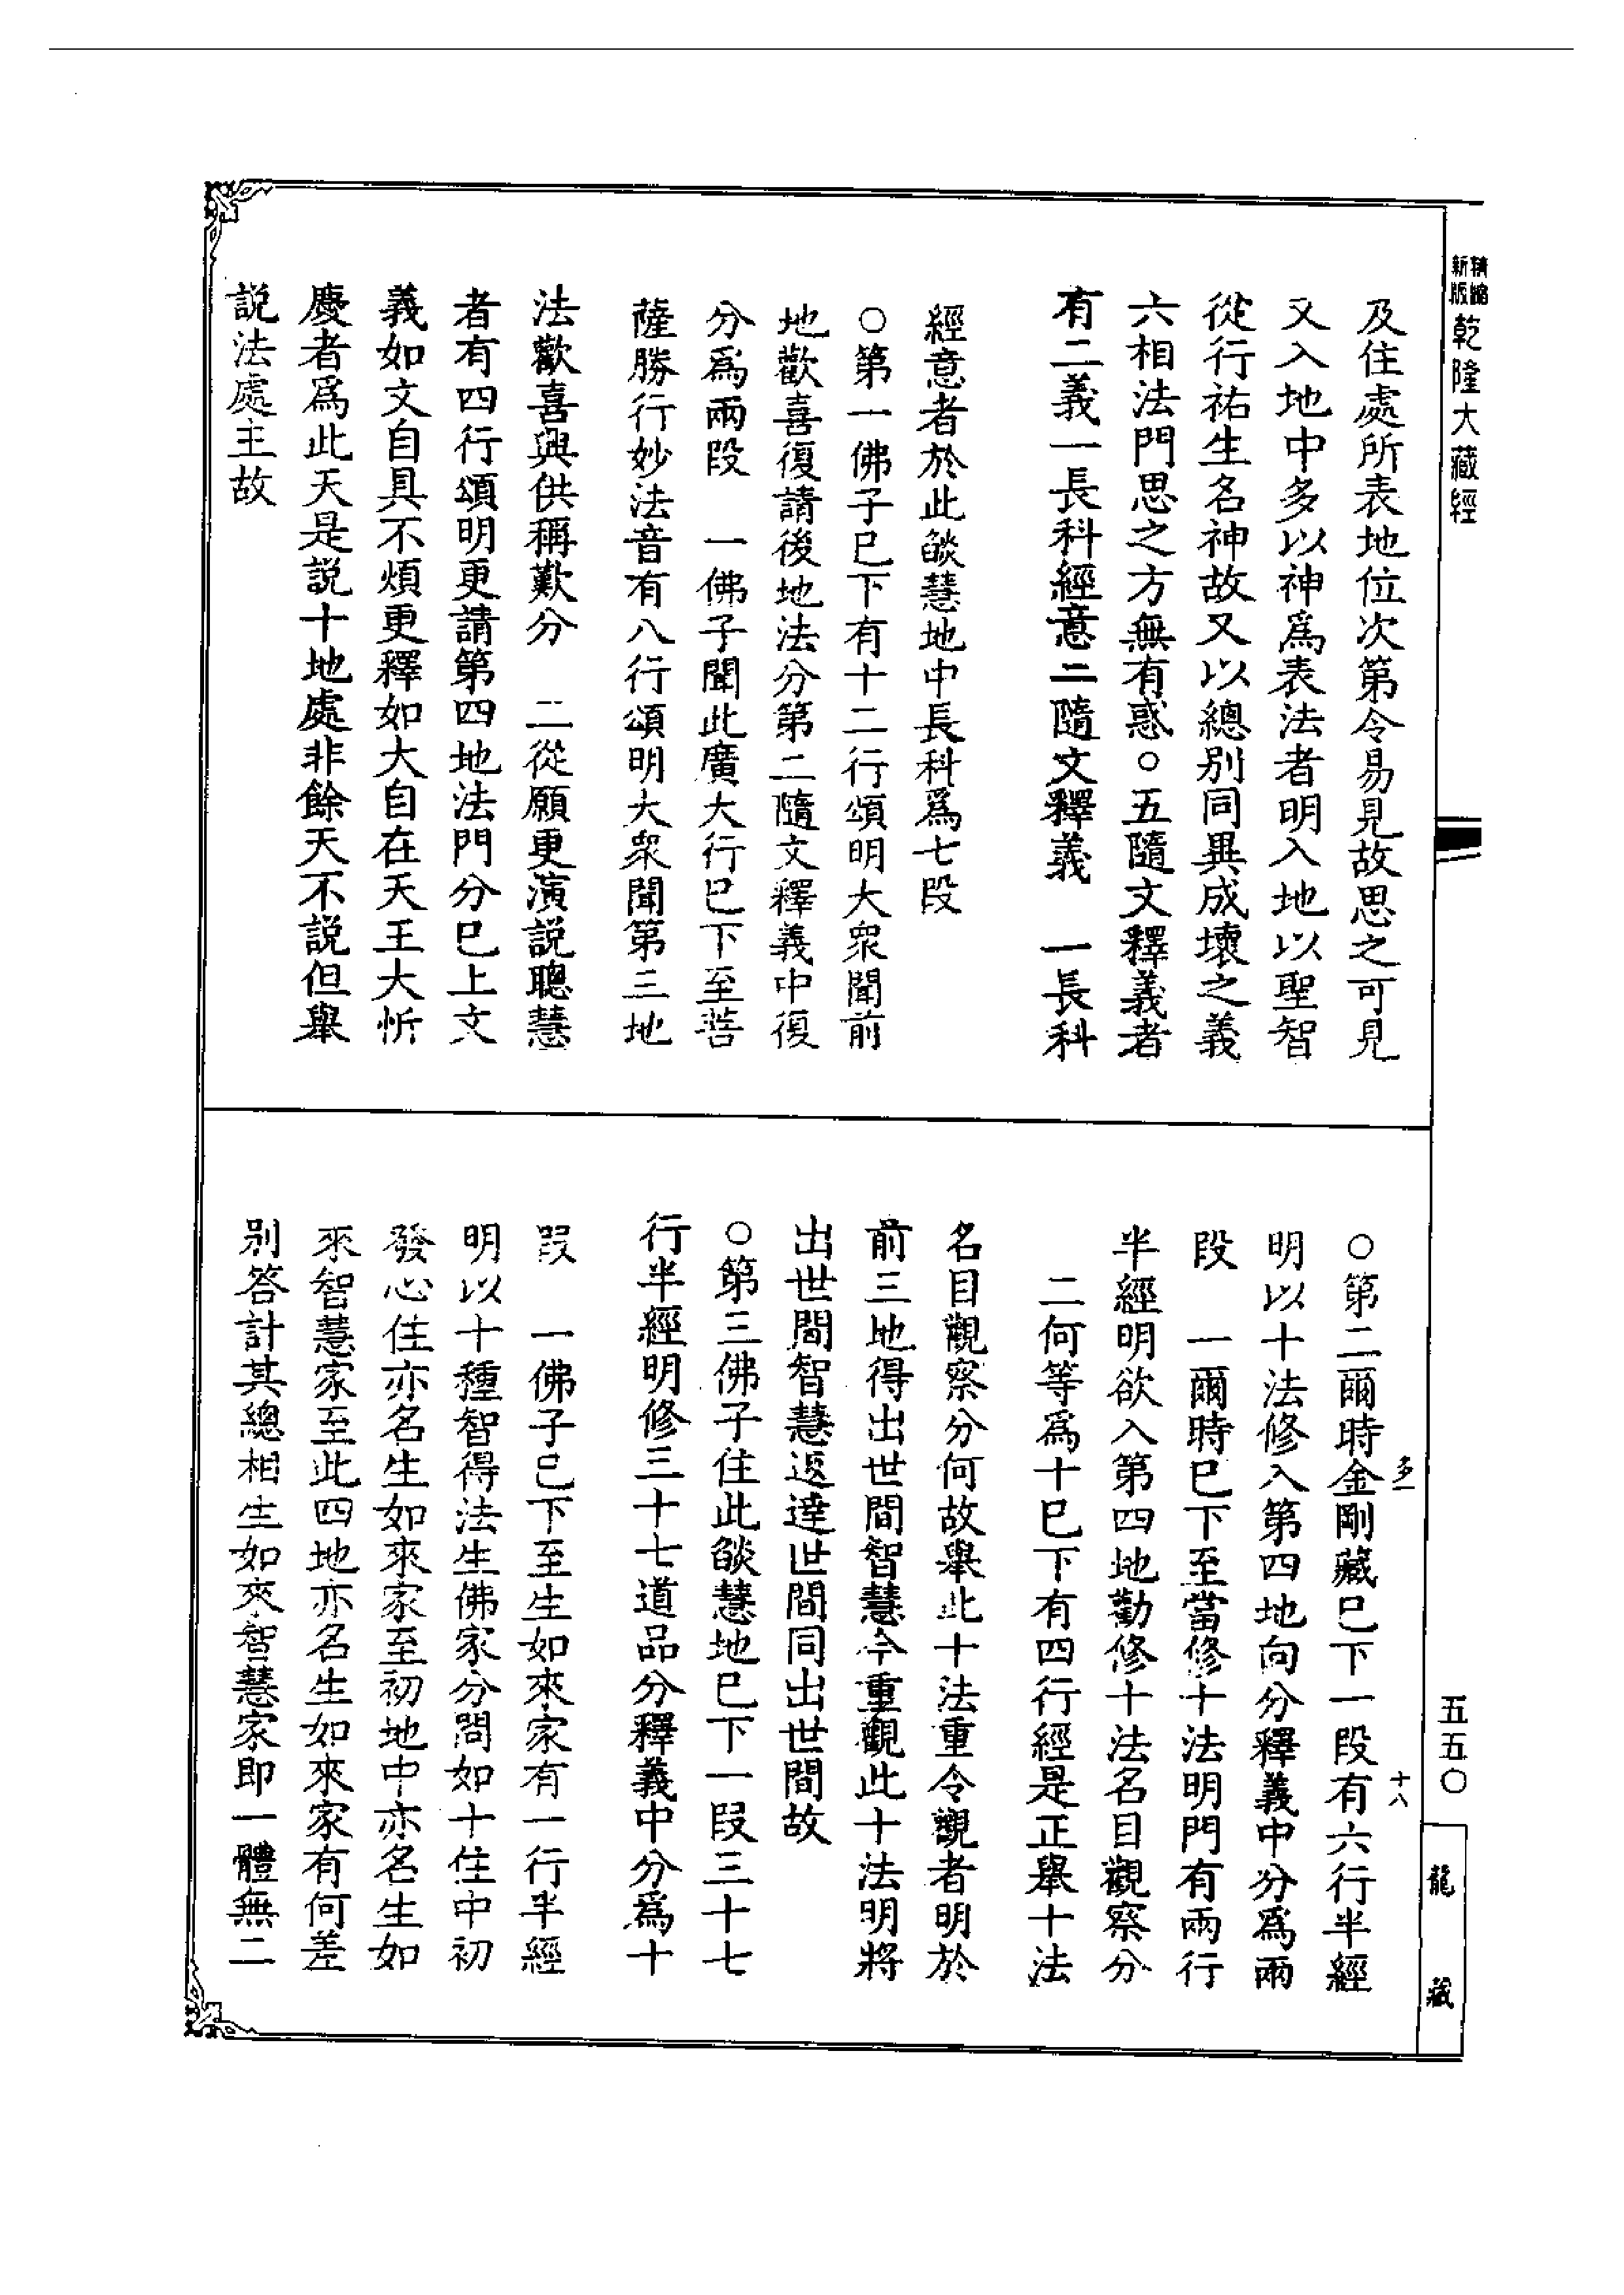 精縮
新版
乾隆大藏經
及住處所表地位次第令易見故思之可見
又入地中多以神爲表法者明入地以聖智
從行祐生名神故又以總别同異成壞之義
六相法門思之方無有惑○五隨文釋義者
有二義一長科經意二隨文釋義　一長科
經意者於此𦦨慧地中長科爲七段
○第一佛子巳下有十二行頌明大衆聞前
地歡喜復請後地法分第二隨文釋義中復
分爲兩段　一佛子聞此廣大行巳下至菩
薩勝行妙法音有八行頌明大衆聞第三地
法歡喜興供稱歎分　二從願更演説聰慧
者有四行頌明更請第四地法門分巳上文
義如文自具不煩更釋如大自在天王大忻
慶者爲此天是説十地處非餘天不説但舉
説法處主故
○第二爾時金剛藏巳下一段有六行半經
明以十法修入第四地向分釋義中分爲兩
段　一爾時巳下至當修十法明門有兩行
半經明欲入第四地勸修十法名目觀察分
二何等爲十巳下有四行經是正舉十法
名目觀察分何故舉此十法重令觀者明於
前三地得出世間智慧今重觀此十法明將
出世間智慧返達世間同出世間故
○第三佛子住此𦦨慧地巳下一段三十七
行半經明修三十七道品分釋義中分爲十
段　一佛子巳下至生如來家有一行半經
明以十種智得法生佛家分問如十住中初
發心住亦名生如來家至初地中亦名生如
來智慧家至此四地亦名生如來家有何差
别答計其總相生如來智慧家即一體無二
多一
十八
五五〇
龍藏